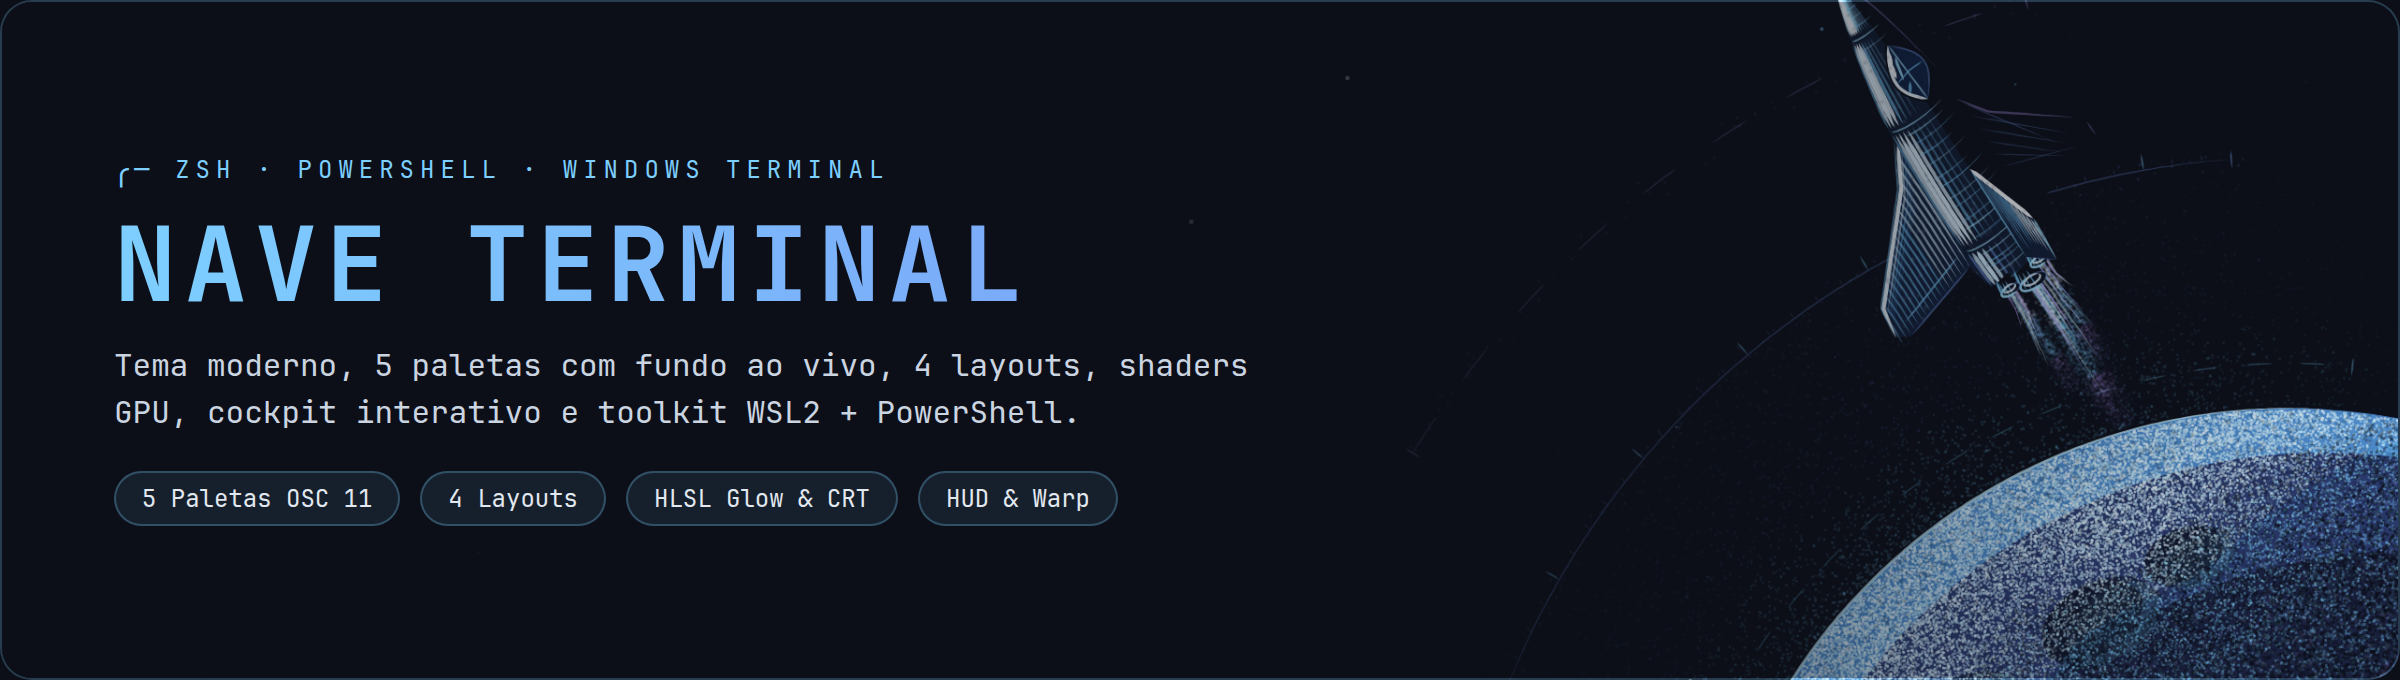 ╭─ ZSH · POWERSHELL · WINDOWS TERMINAL
NAVE TERMINAL
Tema moderno, 5 paletas com fundo ao vivo, 4 layouts, shaders
GPU, cockpit interativo e toolkit WSL2 + PowerShell.
5 Paletas OSC 11
4 Layouts
HLSL Glow & CRT
HUD & Warp